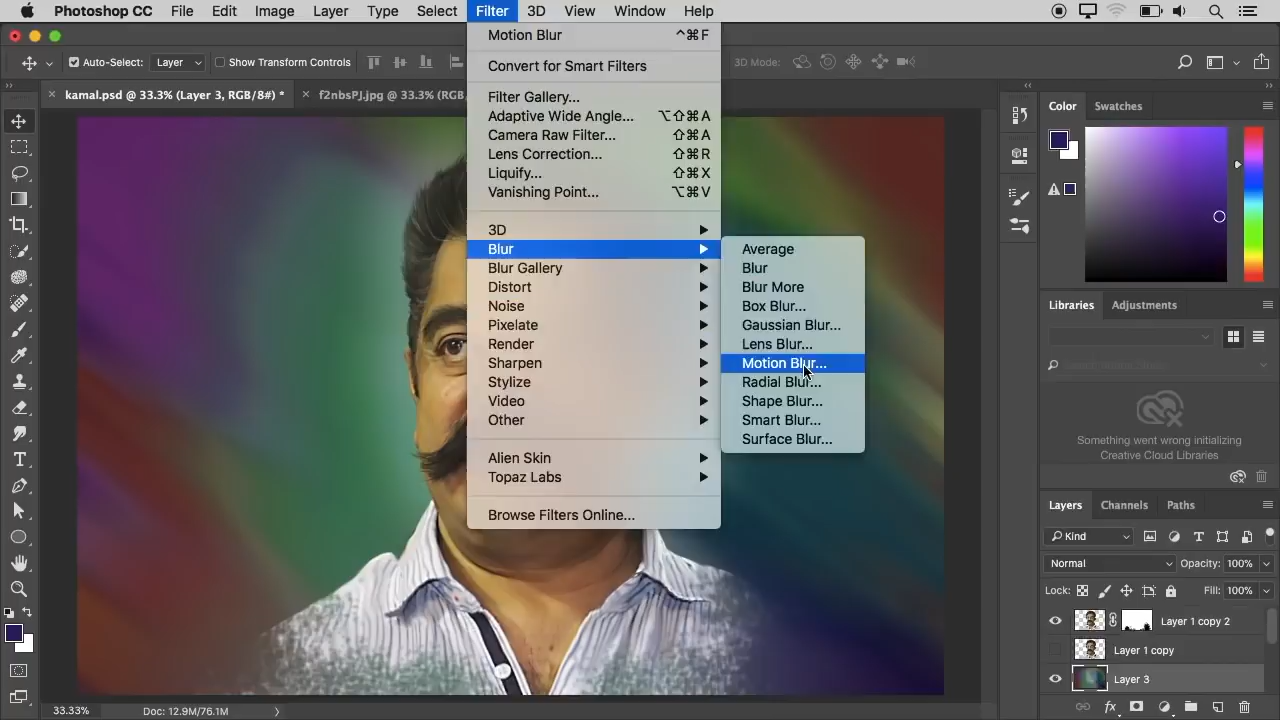 Photoshop CC File Edit Image Layer Type Select Filter 3D View Window Help
Auto-Select: Layer Show Transform Controls 3D Mode:
kamal.psd @ 33.3% (Layer 3, RGB/8#) * f2nbsPJ.jpg @ 33.3% (RGB,
Motion Blur ^⌘F
Convert for Smart Filters
Filter Gallery...
Adaptive Wide Angle... ⌥⇧⌘A
Camera Raw Filter... ⇧⌘A
Lens Correction... ⇧⌘R
Liquify... ⇧⌘X
Vanishing Point... ⌥⌘V
3D
Blur
Blur Gallery
Distort
Noise
Pixelate
Render
Sharpen
Stylize
Video
Other
Alien Skin
Topaz Labs
Browse Filters Online...
Average
Blur
Blur More
Box Blur...
Gaussian Blur...
Lens Blur...
Motion Blur...
Radial Blur...
Shape Blur...
Smart Blur...
Surface Blur...
Color Swatches
Libraries Adjustments
Something went wrong initializing
Creative Cloud Libraries
Layers Channels Paths
Kind
Normal Opacity: 100%
Lock: Fill: 100%
Layer 1 copy 2
Layer 1 copy
Layer 3
33.33% Doc: 12.9M/76.1M